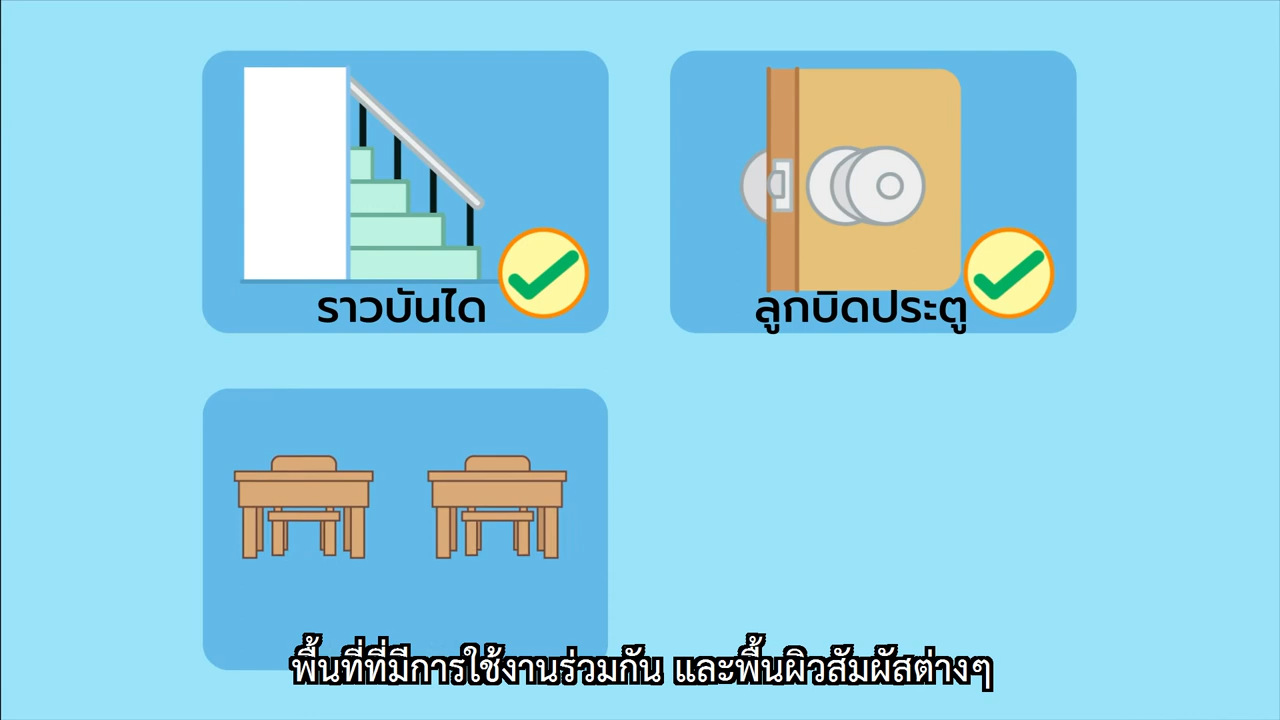 ราวบันได
ลูกบิดประตู
พื้นที่ที่มีการใช้งานร่วมกัน และพื้นผิวสัมผัสต่างๆ